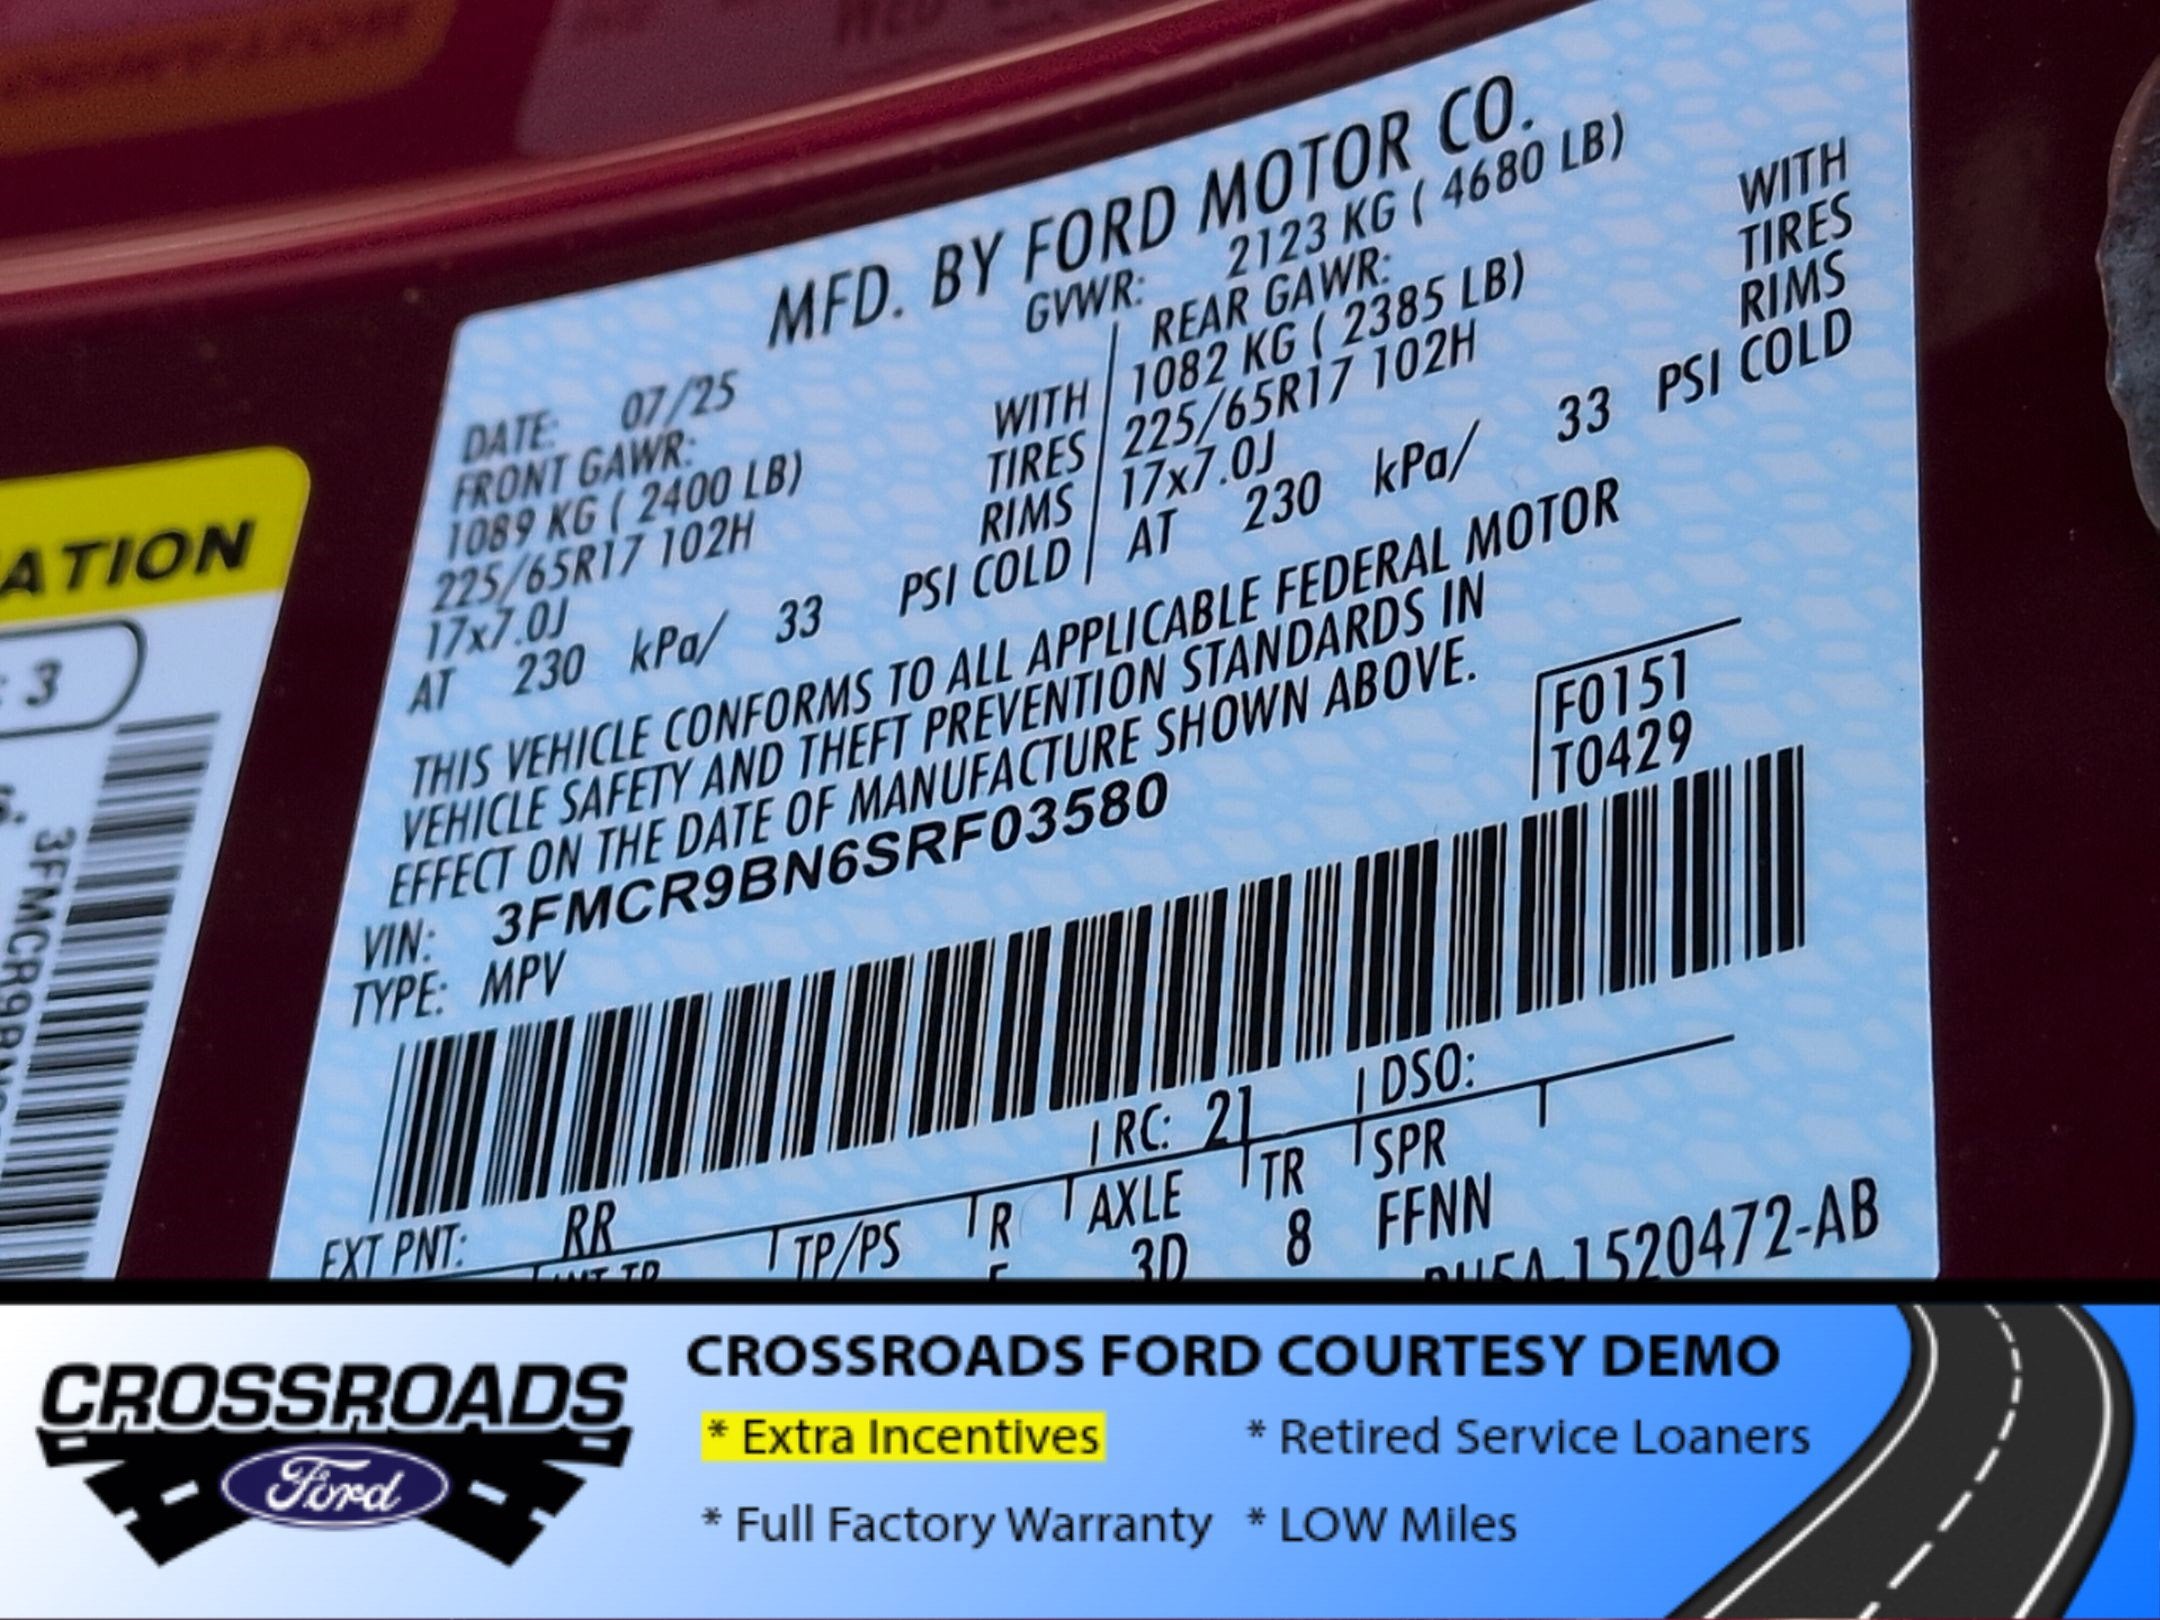 MFD. BY FORD MOTOR CO.
GVWR: 2123 KG ( 4680 LB)
DATE: 07/25
FRONT GAWR:
1089 KG ( 2400 LB) WITH
225/65R17 102H TIRES
17x7.0J RIMS
AT 230 kPa/ 33 PSI COLD
REAR GAWR:
1082 KG ( 2385 LB) WITH
225/65R17 102H TIRES
17x7.0J RIMS
AT 230 kPa/ 33 PSI COLD
THIS VEHICLE CONFORMS TO ALL APPLICABLE FEDERAL MOTOR
VEHICLE SAFETY AND THEFT PREVENTION STANDARDS IN
EFFECT ON THE DATE OF MANUFACTURE SHOWN ABOVE.
F0151
T0429
VIN: 3FMCR9BN6SRF03580
TYPE: MPV
EXT PNT: RR RC: 21 DSO:
TP/PS R AXLE TR SPR
3D 8 FFNN
1520472-AB
ATION
3
3FMCR9BN
CROSSROADS
Ford
CROSSROADS FORD COURTESY DEMO
* Extra Incentives * Retired Service Loaners
* Full Factory Warranty * LOW Miles